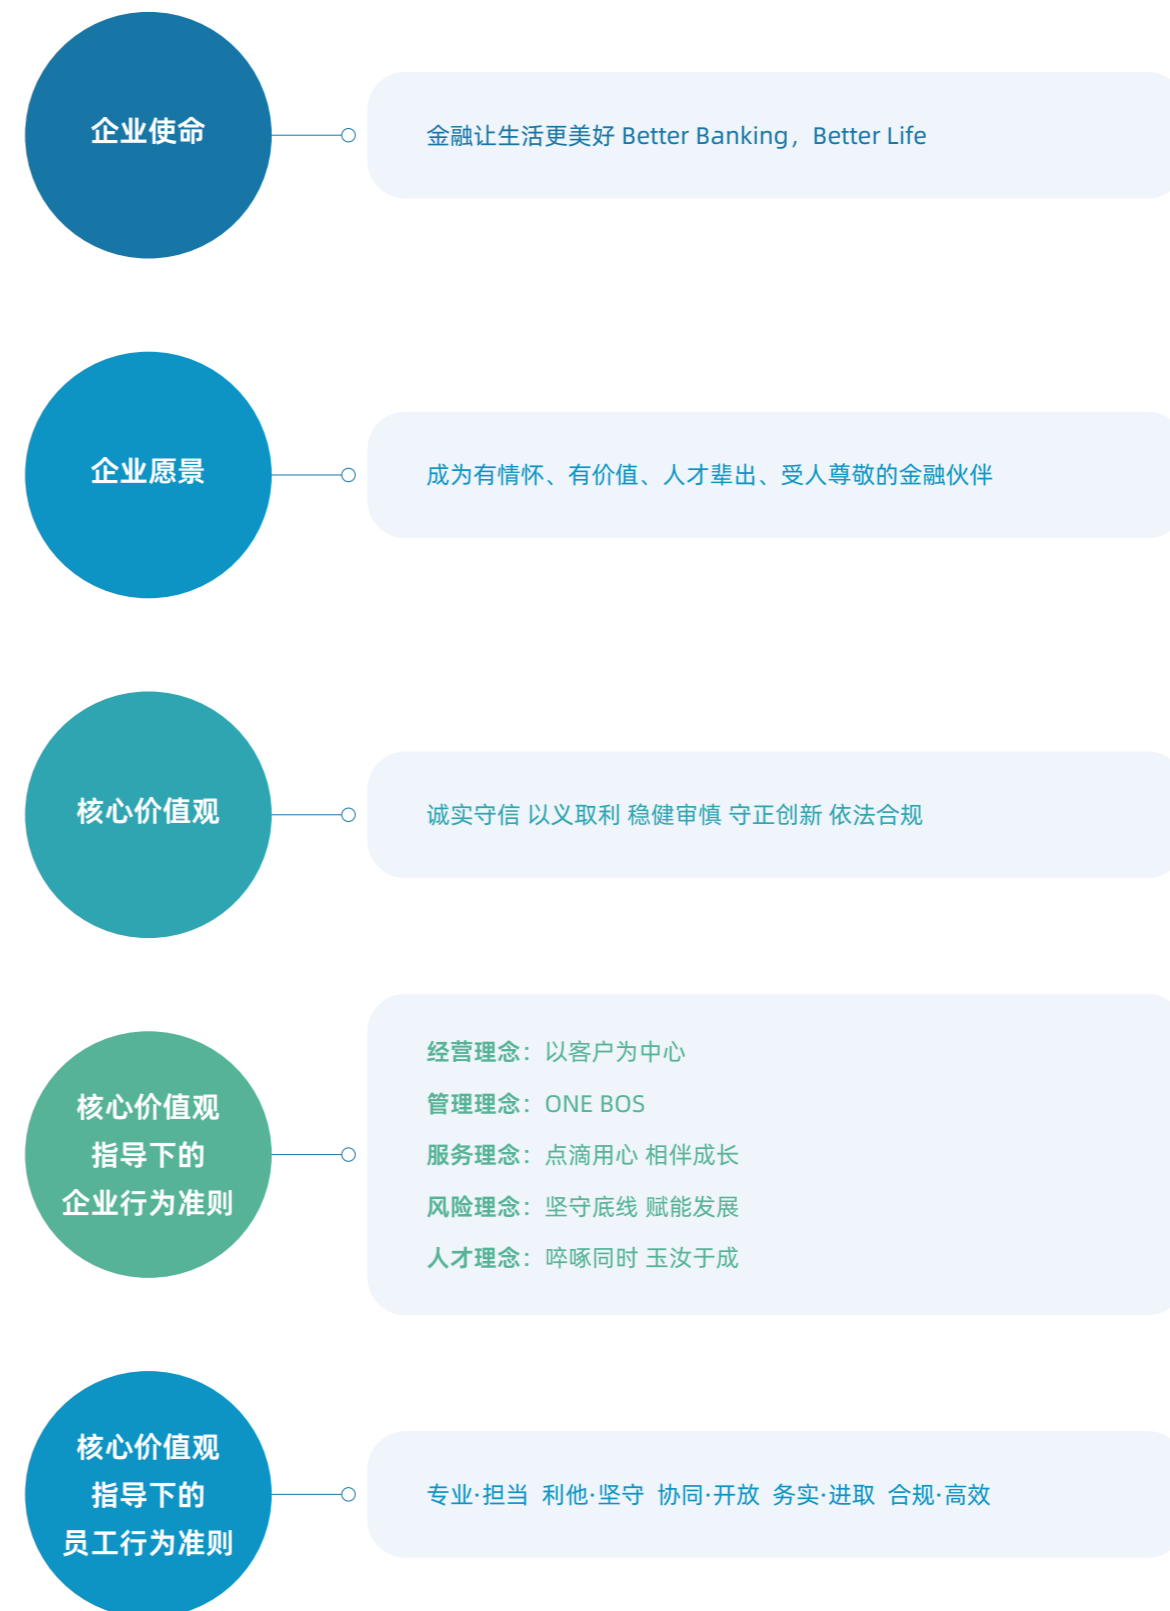 企业使命
金融让生活更美好 Better Banking，Better Life
企业愿景
成为有情怀、有价值、人才辈出、受人尊敬的金融伙伴
核心价值观
诚实守信 以义取利 稳健审慎 守正创新 依法合规
核心价值观
指导下的
企业行为准则
经营理念：以客户为中心
管理理念：ONE BOS
服务理念：点滴用心 相伴成长
风险理念：坚守底线 赋能发展
人才理念：啐啄同时 玉汝于成
核心价值观
指导下的
员工行为准则
专业·担当 利他·坚守 协同·开放 务实·进取 合规·高效